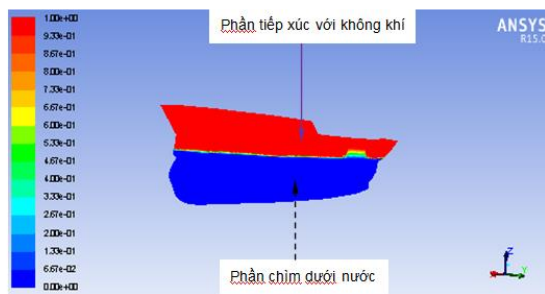 1.00e+00
9.33e-01
8.67e-01
8.00e-01
7.33e-01
6.67e-01
6.00e-01
5.33e-01
4.67e-01
4.00e-01
3.33e-01
2.67e-01
2.00e-01
1.33e-01
6.67e-02
0.00e+00
Phần tiếp xúc với không khí
ANSYS
R15.0
Phần chìm dưới nước
Z
Y